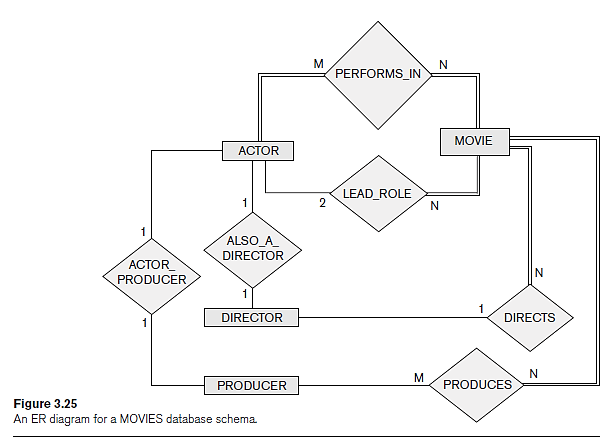 M
PERFORMS_IN
N
ACTOR
MOVIE
2
LEAD_ROLE
N
1
1
ALSO_A_
DIRECTOR
ACTOR_
PRODUCER
1
1
N
DIRECTOR
1
DIRECTS
PRODUCER
M
PRODUCES
N
Figure 3.25
An ER diagram for a MOVIES database schema.